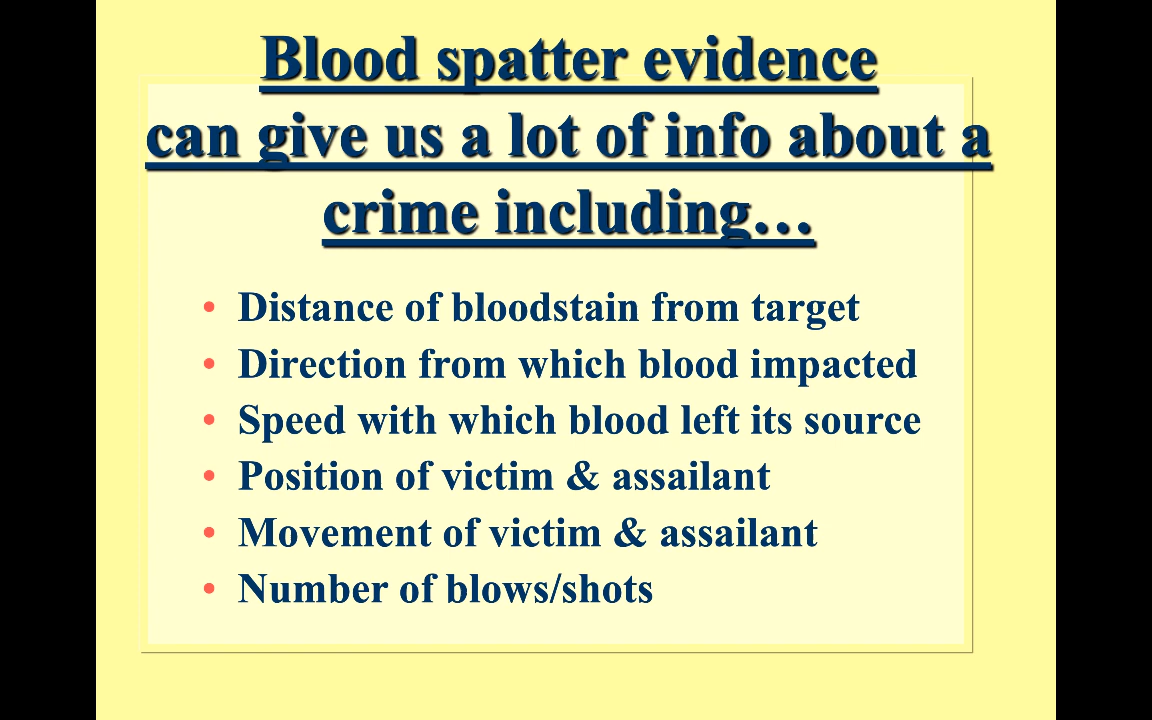 Blood spatter evidence
can give us a lot of info about a
crime including…
• Distance of bloodstain from target
• Direction from which blood impacted
• Speed with which blood left its source
• Position of victim & assailant
• Movement of victim & assailant
• Number of blows/shots